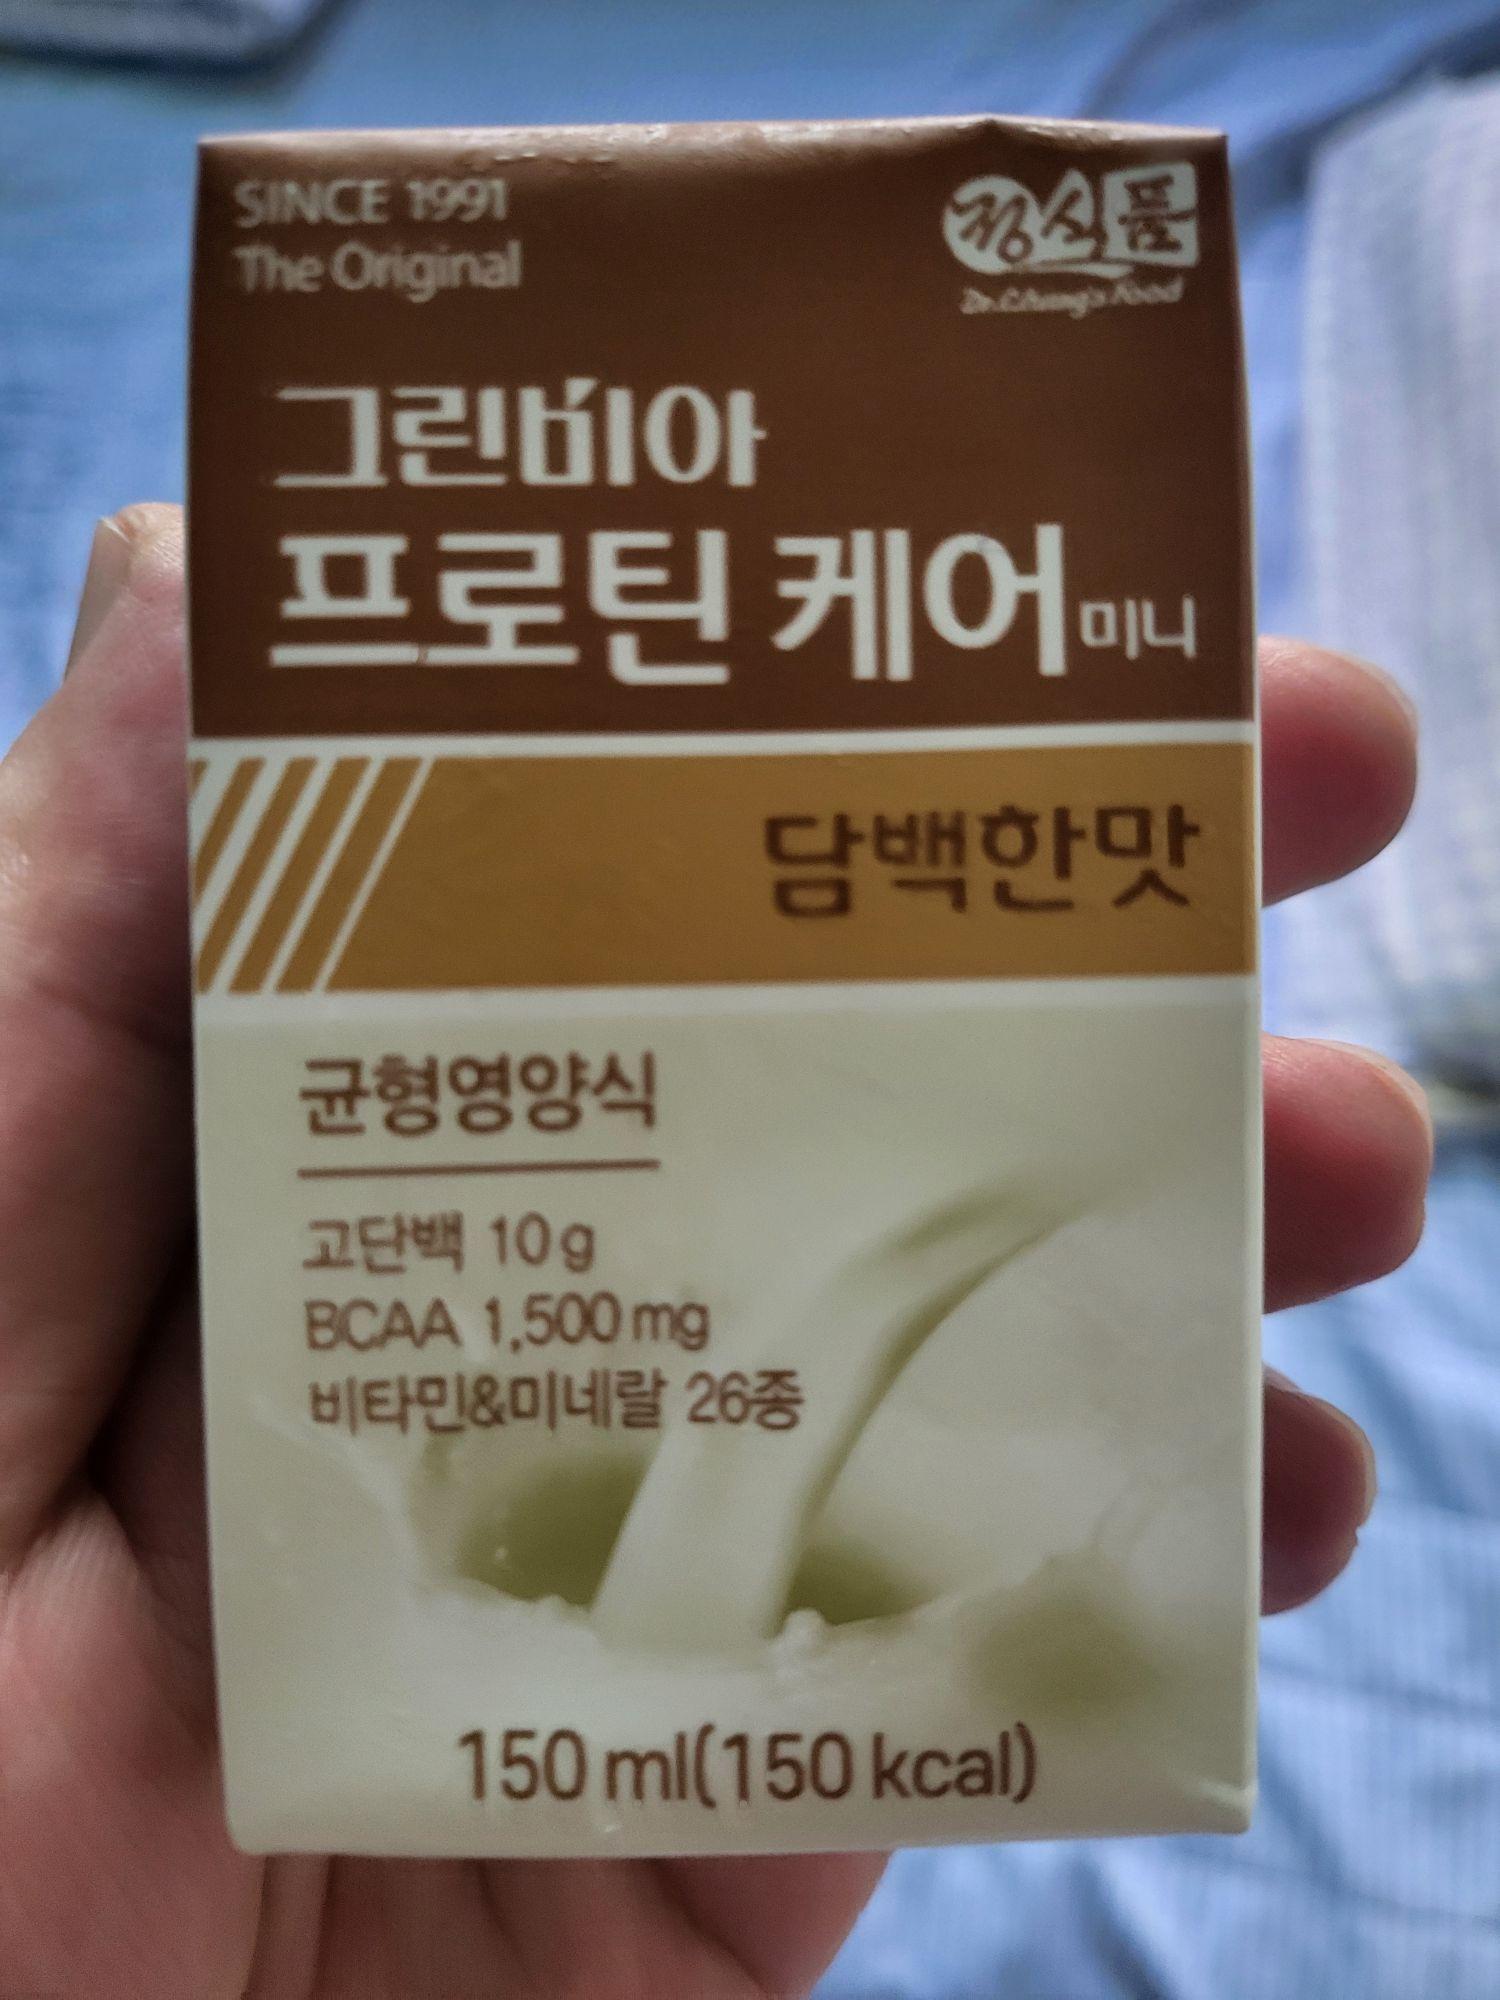 SINCE 1991
The Original
정식품
Dr.Chung's Food
그린비아
프로틴 케어 미니
담백한맛
균형영양식
고단백 10g
BCAA 1,500mg
비타민&미네랄 26종
150 ml(150 kcal)